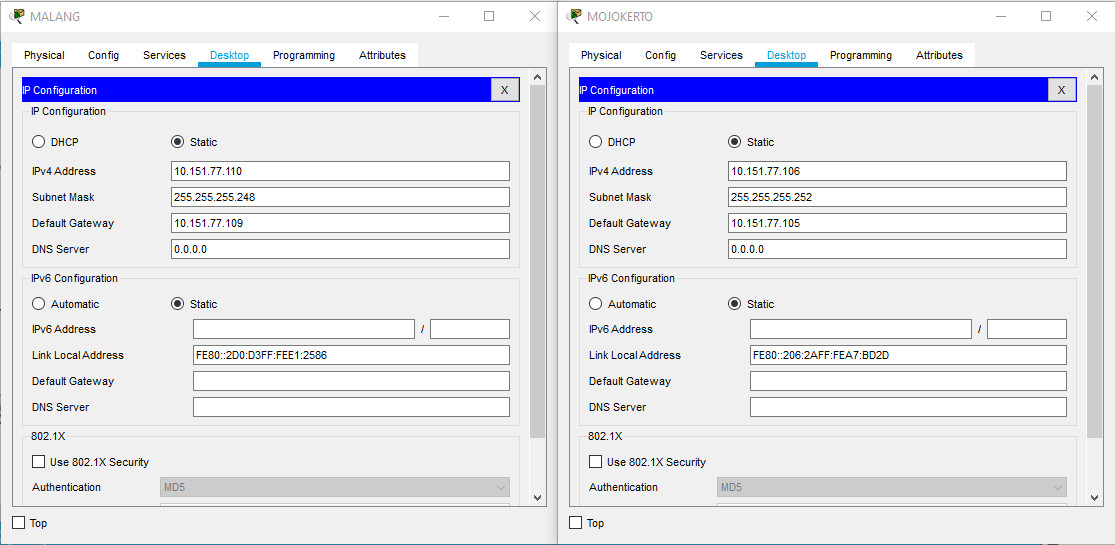 MALANG
Physical Config Services Desktop Programming Attributes
IP Configuration X
IP Configuration
DHCP Static
IPv4 Address 10.151.77.110
Subnet Mask 255.255.255.248
Default Gateway 10.151.77.109
DNS Server 0.0.0.0
IPv6 Configuration
Automatic Static
IPv6 Address /
Link Local Address FE80::2D0:D3FF:FEE1:2586
Default Gateway
DNS Server
802.1X
Use 802.1X Security
Authentication MD5
Top
MOJOKERTO
Physical Config Services Desktop Programming Attributes
IP Configuration X
IP Configuration
DHCP Static
IPv4 Address 10.151.77.106
Subnet Mask 255.255.255.252
Default Gateway 10.151.77.105
DNS Server 0.0.0.0
IPv6 Configuration
Automatic Static
IPv6 Address /
Link Local Address FE80::206:2AFF:FEA7:BD2D
Default Gateway
DNS Server
802.1X
Use 802.1X Security
Authentication MD5
Top